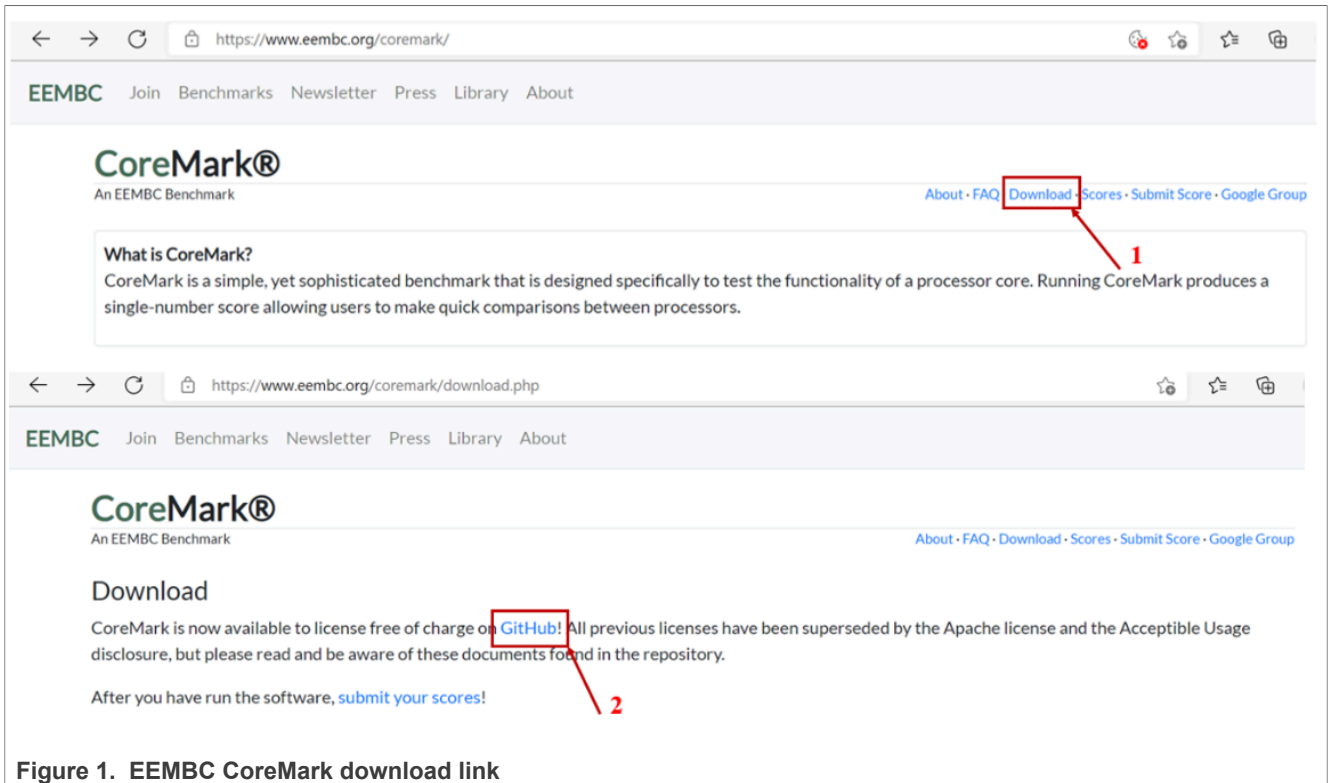 https://www.eembc.org/coremark/
EEMBC Join Benchmarks Newsletter Press Library About
CoreMark®
An EEMBC Benchmark
About · FAQ · Download · Scores · Submit Score · Google Group
1
What is CoreMark?
CoreMark is a simple, yet sophisticated benchmark that is designed specifically to test the functionality of a processor core. Running CoreMark produces a
single-number score allowing users to make quick comparisons between processors.
https://www.eembc.org/coremark/download.php
EEMBC Join Benchmarks Newsletter Press Library About
CoreMark®
An EEMBC Benchmark
About · FAQ · Download · Scores · Submit Score · Google Group
Download
CoreMark is now available to license free of charge on GitHub! All previous licenses have been superseded by the Apache license and the Acceptible Usage
disclosure, but please read and be aware of these documents found in the repository.
After you have run the software, submit your scores!
2
Figure 1. EEMBC CoreMark download link